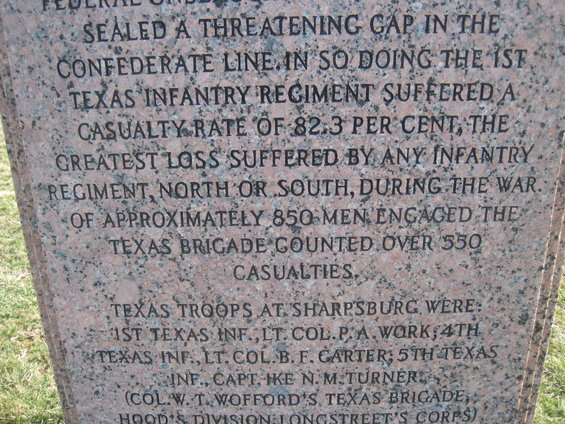 SEALED A THREATENING GAP IN THE
CONFEDERATE LINE. IN SO DOING THE 1ST
TEXAS INFANTRY REGIMENT SUFFERED A
CASUALTY RATE OF 82.3 PER CENT, THE
GREATEST LOSS SUFFERED BY ANY INFANTRY
REGIMENT, NORTH OR SOUTH, DURING THE WAR.
OF APPROXIMATELY 850 MEN ENGAGED THE
TEXAS BRIGADE COUNTED OVER 550
CASUALTIES.
TEXAS TROOPS AT SHARPSBURG WERE:
1ST TEXAS INF., LT. COL. P. A. WORK; 4TH
TEXAS INF., LT. COL. B. F. CARTER; 5TH TEXAS
INF., CAPT. IKE N. M. TURNER.
(COL. W. T. WOFFORD'S TEXAS BRIGADE,
HOOD'S DIVISION, LONGSTREET'S CORPS)